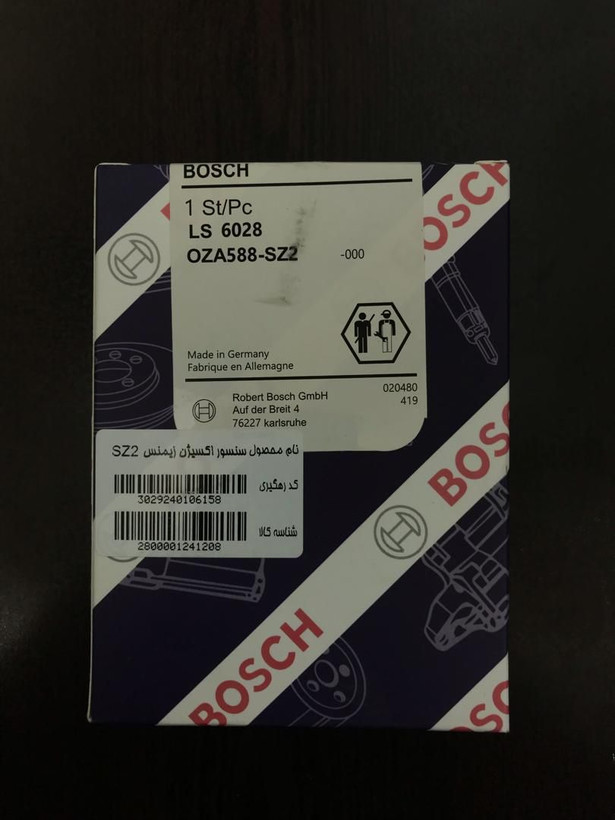 BOSCH
1 St/Pc
LS 6028
OZA588-SZ2 -000
Made in Germany
Fabrique en Allemagne
020480
419
Robert Bosch GmbH
Auf der Breit 4
76227 karlsruhe
نام محصول سنسور اکسیژن زیمنس SZ2
کد رهگیری
3029240106158
شناسه کالا
2800001241208
BOSCH
BOSCH
BOSCH